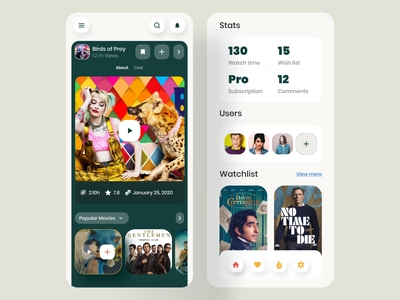 Birds of Prey
1.2 m Views
About Cast
2.10h 7.8 January 25, 2020
Popular Movies
THE
GENTLEMEN
Stats
130 15
Watch time Wish list
Pro 12
Subscription Comments
Users
Watchlist View more
DAVID
COPPERFIELD
NO
TIME
TO DIE